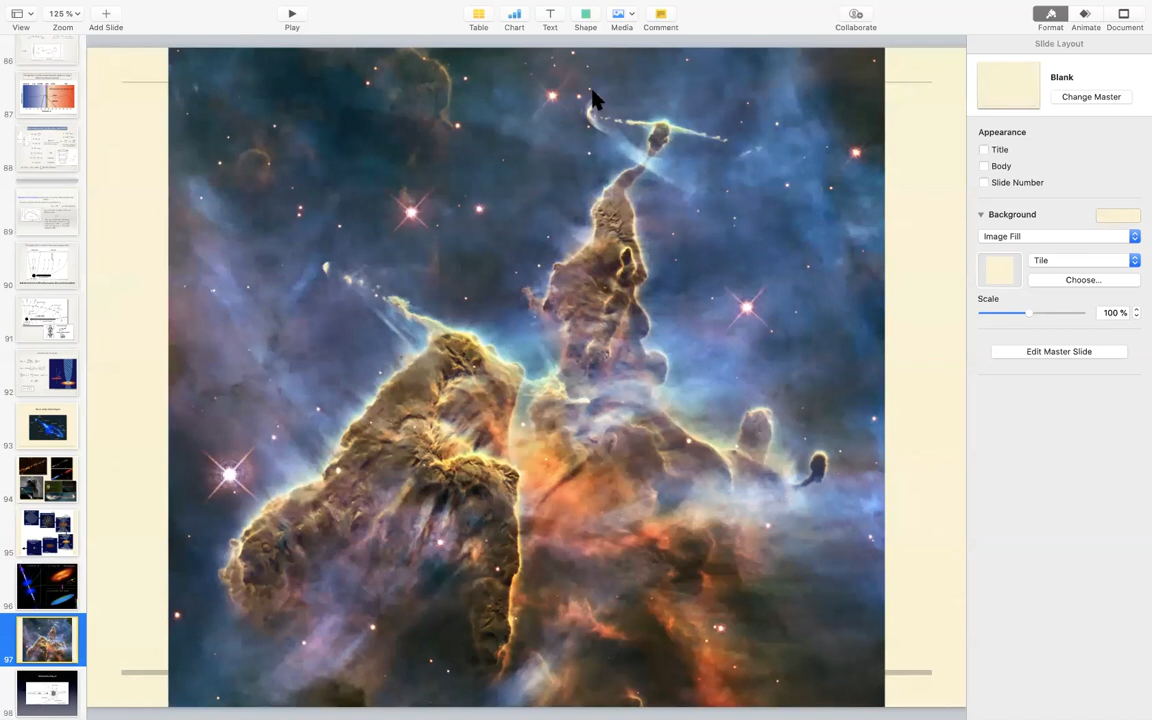 125 %
View
Zoom
Add Slide
Play
Table
Chart
Text
Shape
Media
Comment
Collaborate
Format
Animate
Document
Slide Layout
Blank
Change Master
Appearance
Title
Body
Slide Number
Background
Image Fill
Tile
Choose...
Scale
100 %
Edit Master Slide
86
87
88
89
90
91
92
93
94
95
96
97
98